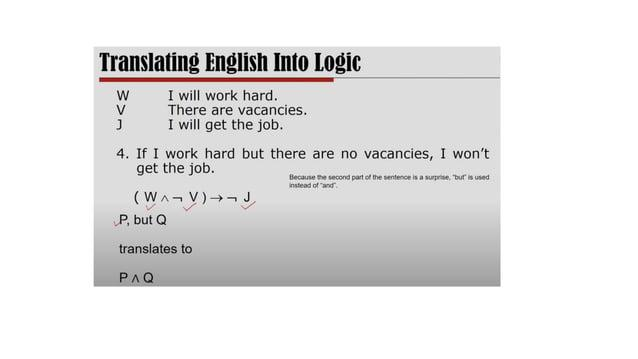 Translating English Into Logic
W I will work hard.
V There are vacancies.
J I will get the job.
4. If I work hard but there are no vacancies, I won't
get the job.
Because the second part of the sentence is a surprise, "but" is used
instead of "and".
( W ∧ ¬ V ) → ¬ J
P, but Q
translates to
P ∧ Q